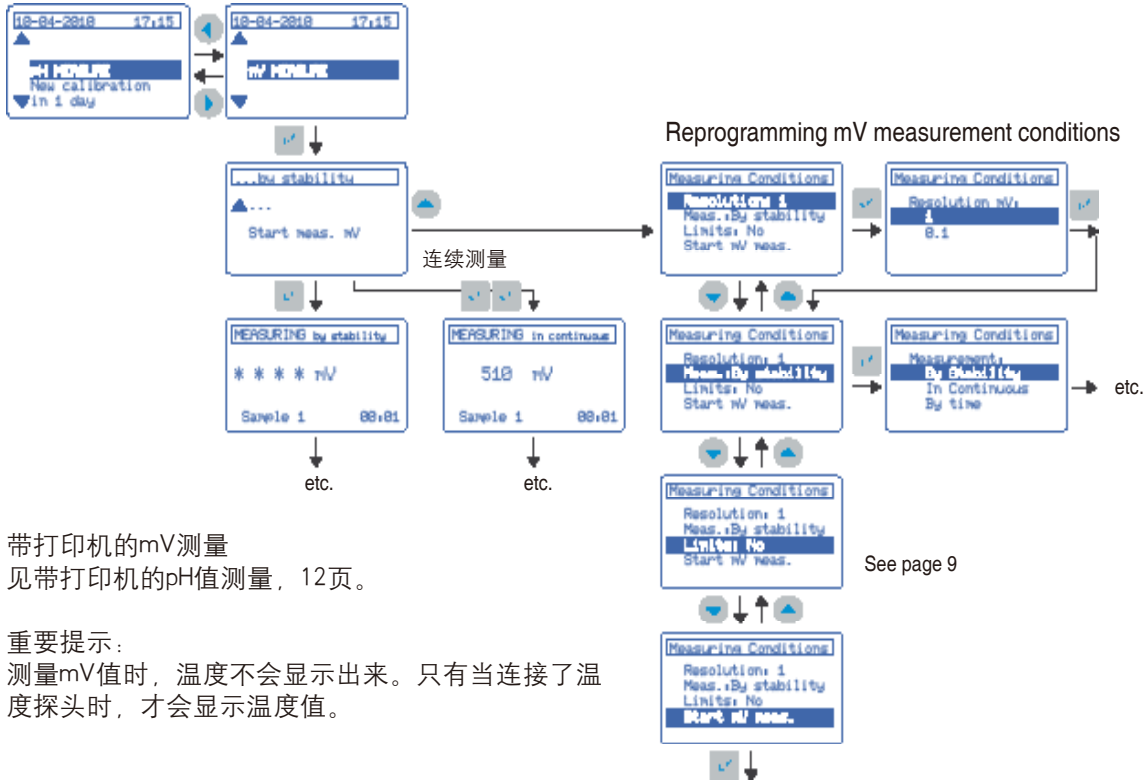 10-04-2010 17:15
pH MEASURE
New calibration
in 1 day
10-04-2010 17:15
mV MEASURE
...by stability
...
Start meas. mV
连续测量
MEASURING by stability
* * * * mV
Sample 1 00:01
etc.
MEASURING in continuous
510 mV
Sample 1 00:01
etc.
Reprogramming mV measurement conditions
Measuring Conditions
Resolution: 1
Meas.:By stability
Limits: No
Start mV meas.
Measuring Conditions
Resolution mV:
1
0.1
Measuring Conditions
Resolution: 1
Meas.:By stability
Limits: No
Start mV meas.
Measuring Conditions
Measurement:
By Stability
In Continuous
By time
etc.
Measuring Conditions
Resolution: 1
Meas.:By stability
Limits: No
Start mV meas.
See page 9
Measuring Conditions
Resolution: 1
Meas.:By stability
Limits: No
Start mV meas.
带打印机的mV测量
见带打印机的pH值测量，12页。
重要提示：
测量mV值时，温度不会显示出来。只有当连接了温
度探头时，才会显示温度值。